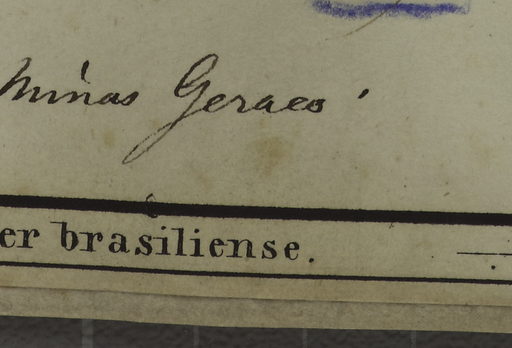 Minas Geraes
er brasiliense.